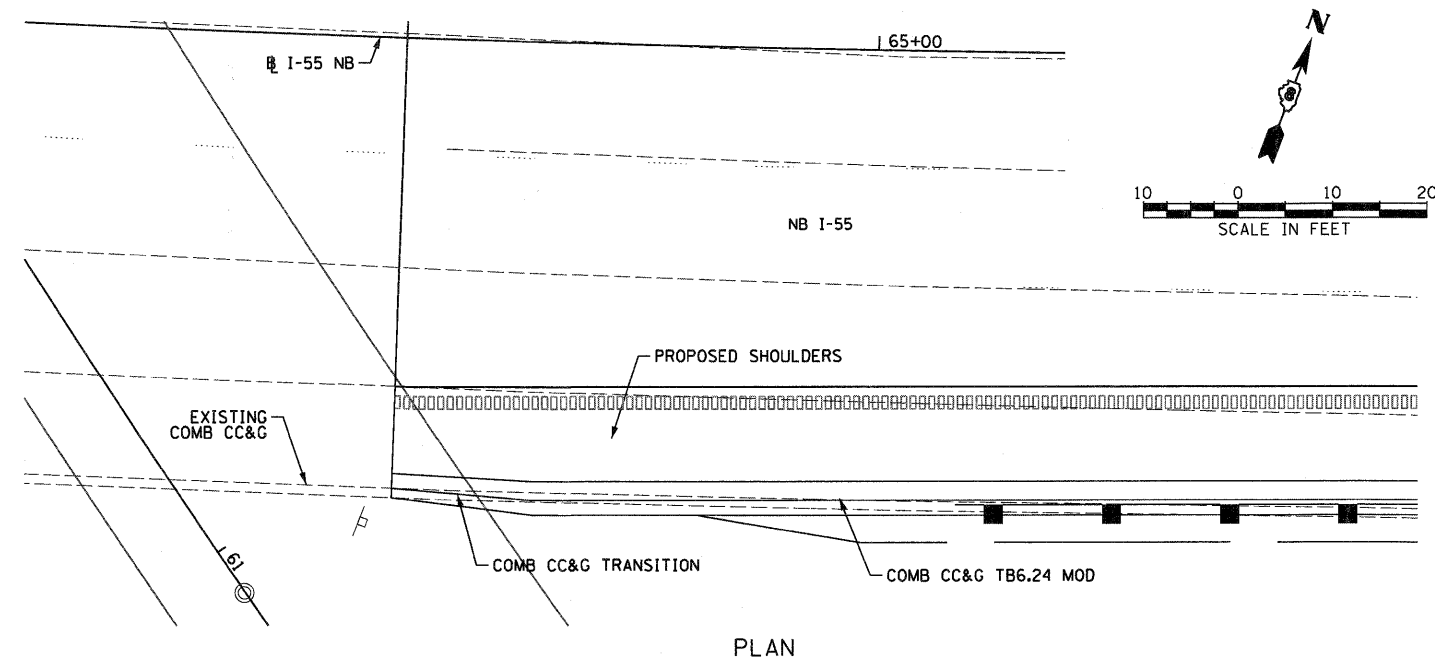 65+00
N
℄ I-55 NB
10 0 10 20
SCALE IN FEET
NB I-55
PROPOSED SHOULDERS
EXISTING
COMB CC&G
61
COMB CC&G TRANSITION
COMB CC&G TB6.24 MOD
PLAN